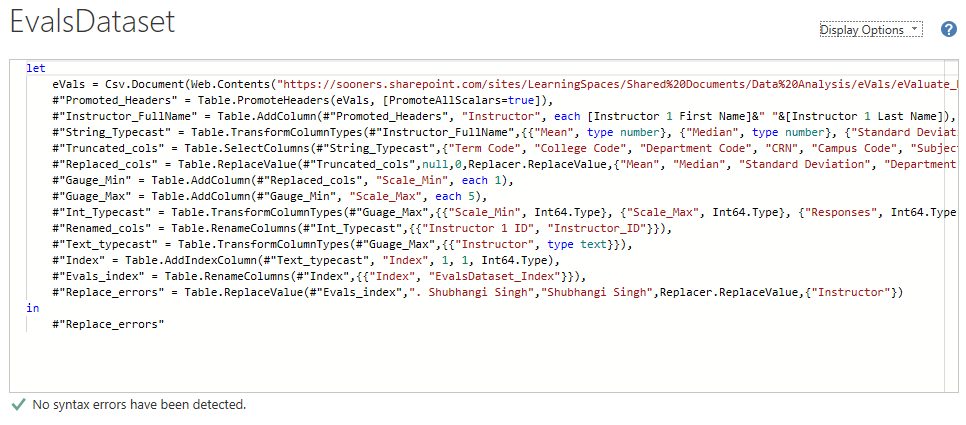 EvalsDataset
Display Options
?
let
eVals = Csv.Document(Web.Contents("https://sooners.sharepoint.com/sites/LearningSpaces/Shared%20Documents/Data%20Analysis/eVals/eValuate_
#"Promoted_Headers" = Table.PromoteHeaders(eVals, [PromoteAllScalars=true]),
#"Instructor_FullName" = Table.AddColumn(#"Promoted_Headers", "Instructor", each [Instructor 1 First Name]&" "&[Instructor 1 Last Name]),
#"String_Typecast" = Table.TransformColumnTypes(#"Instructor_FullName",{{"Mean", type number}, {"Median", type number}, {"Standard Deviat
#"Truncated_cols" = Table.SelectColumns(#"String_Typecast",{"Term Code", "College Code", "Department Code", "CRN", "Campus Code", "Subjec
#"Replaced_cols" = Table.ReplaceValue(#"Truncated_cols",null,0,Replacer.ReplaceValue,{"Mean", "Median", "Standard Deviation", "Department
#"Gauge_Min" = Table.AddColumn(#"Replaced_cols", "Scale_Min", each 1),
#"Guage_Max" = Table.AddColumn(#"Gauge_Min", "Scale_Max", each 5),
#"Int_Typecast" = Table.TransformColumnTypes(#"Guage_Max",{{"Scale_Min", Int64.Type}, {"Scale_Max", Int64.Type}, {"Responses", Int64.Type
#"Renamed_cols" = Table.RenameColumns(#"Int_Typecast",{{"Instructor 1 ID", "Instructor_ID"}}),
#"Text_typecast" = Table.TransformColumnTypes(#"Guage_Max",{{"Instructor", type text}}),
#"Index" = Table.AddIndexColumn(#"Text_typecast", "Index", 1, 1, Int64.Type),
#"Evals_index" = Table.RenameColumns(#"Index",{{"Index", "EvalsDataset_Index"}}),
#"Replace_errors" = Table.ReplaceValue(#"Evals_index",". Shubhangi Singh","Shubhangi Singh",Replacer.ReplaceValue,{"Instructor"})
in
#"Replace_errors"
No syntax errors have been detected.